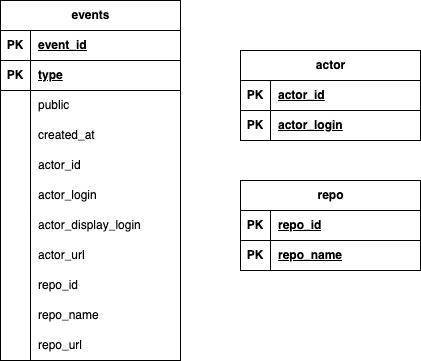 events
PK event_id
PK type
public
created_at
actor_id
actor_login
actor_display_login
actor_url
repo_id
repo_name
repo_url
actor
PK actor_id
PK actor_login
repo
PK repo_id
PK repo_name